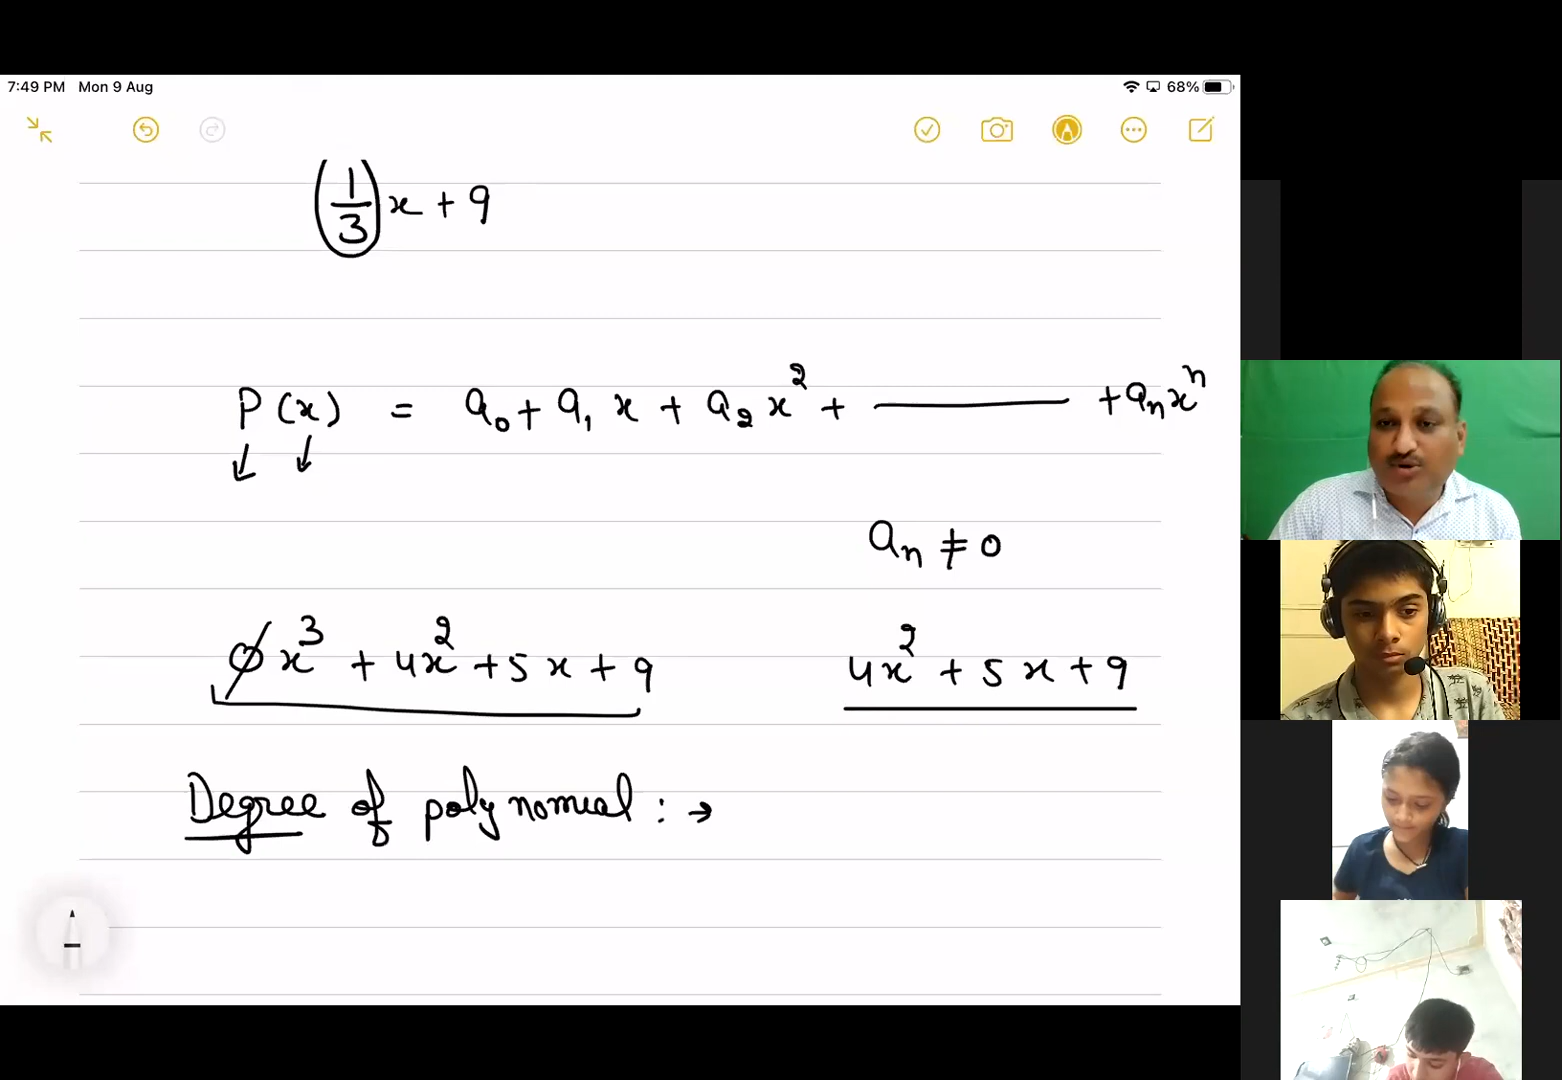 7:49 PM Mon 9 Aug 68%
(1/3)x + 9
P(x) = a₀ + a₁x + a₂x² + ——— + aₙxⁿ
aₙ ≠ 0
0x³ + 4x² + 5x + 9 4x² + 5x + 9
Degree of polynomial : →